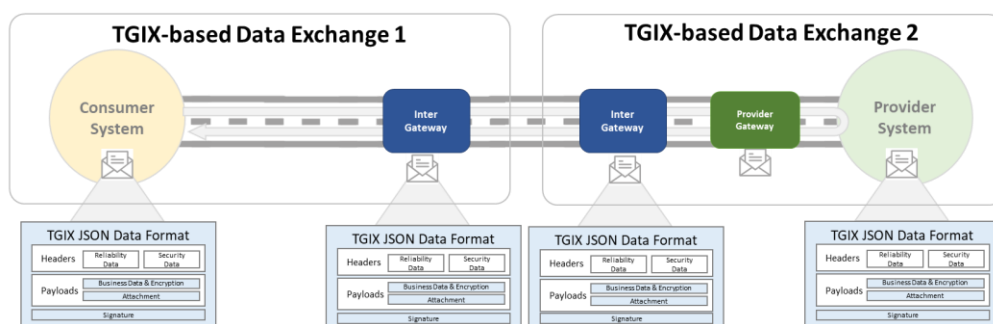 TGIX-based Data Exchange 1
TGIX-based Data Exchange 2
Consumer
System
Inter
Gateway
Inter
Gateway
Provider
Gateway
Provider
System
TGIX JSON Data Format
Headers
Reliability
Data
Security
Data
Payloads
Business Data & Encryption
Attachment
Signature
TGIX JSON Data Format
Headers
Reliability
Data
Security
Data
Payloads
Business Data & Encryption
Attachment
Signature
TGIX JSON Data Format
Headers
Reliability
Data
Security
Data
Payloads
Business Data & Encryption
Attachment
Signature
TGIX JSON Data Format
Headers
Reliability
Data
Security
Data
Payloads
Business Data & Encryption
Attachment
Signature